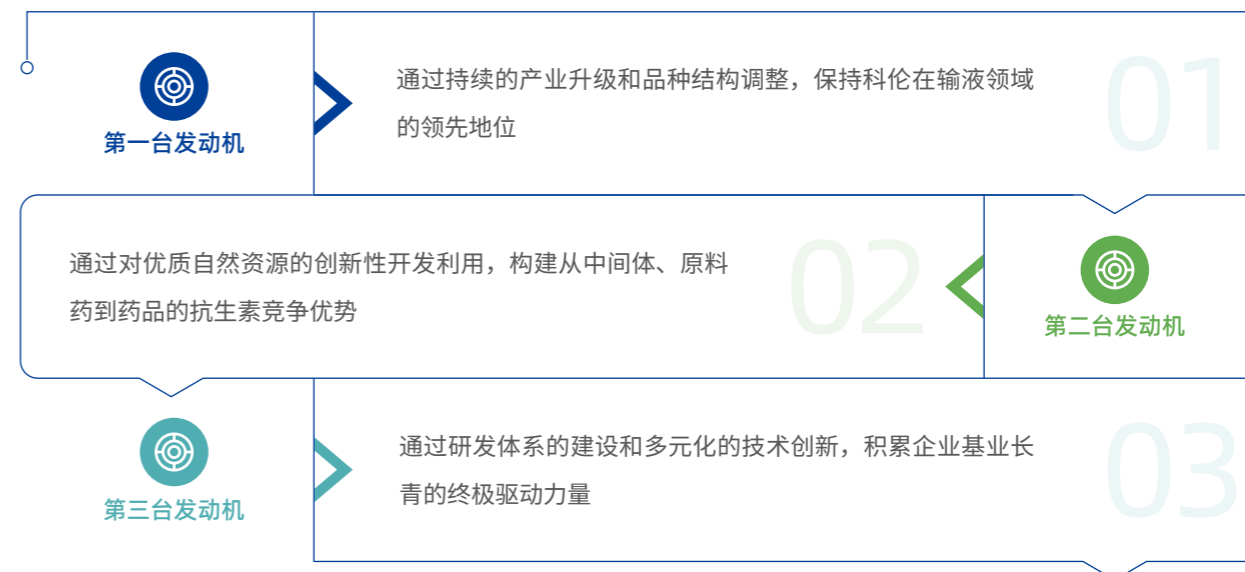 第一台发动机
通过持续的产业升级和品种结构调整，保持科伦在输液领域
的领先地位
01
通过对优质自然资源的创新性开发利用，构建从中间体、原料
药到药品的抗生素竞争优势
02
第二台发动机
第三台发动机
通过研发体系的建设和多元化的技术创新，积累企业基业长
青的终极驱动力量
03